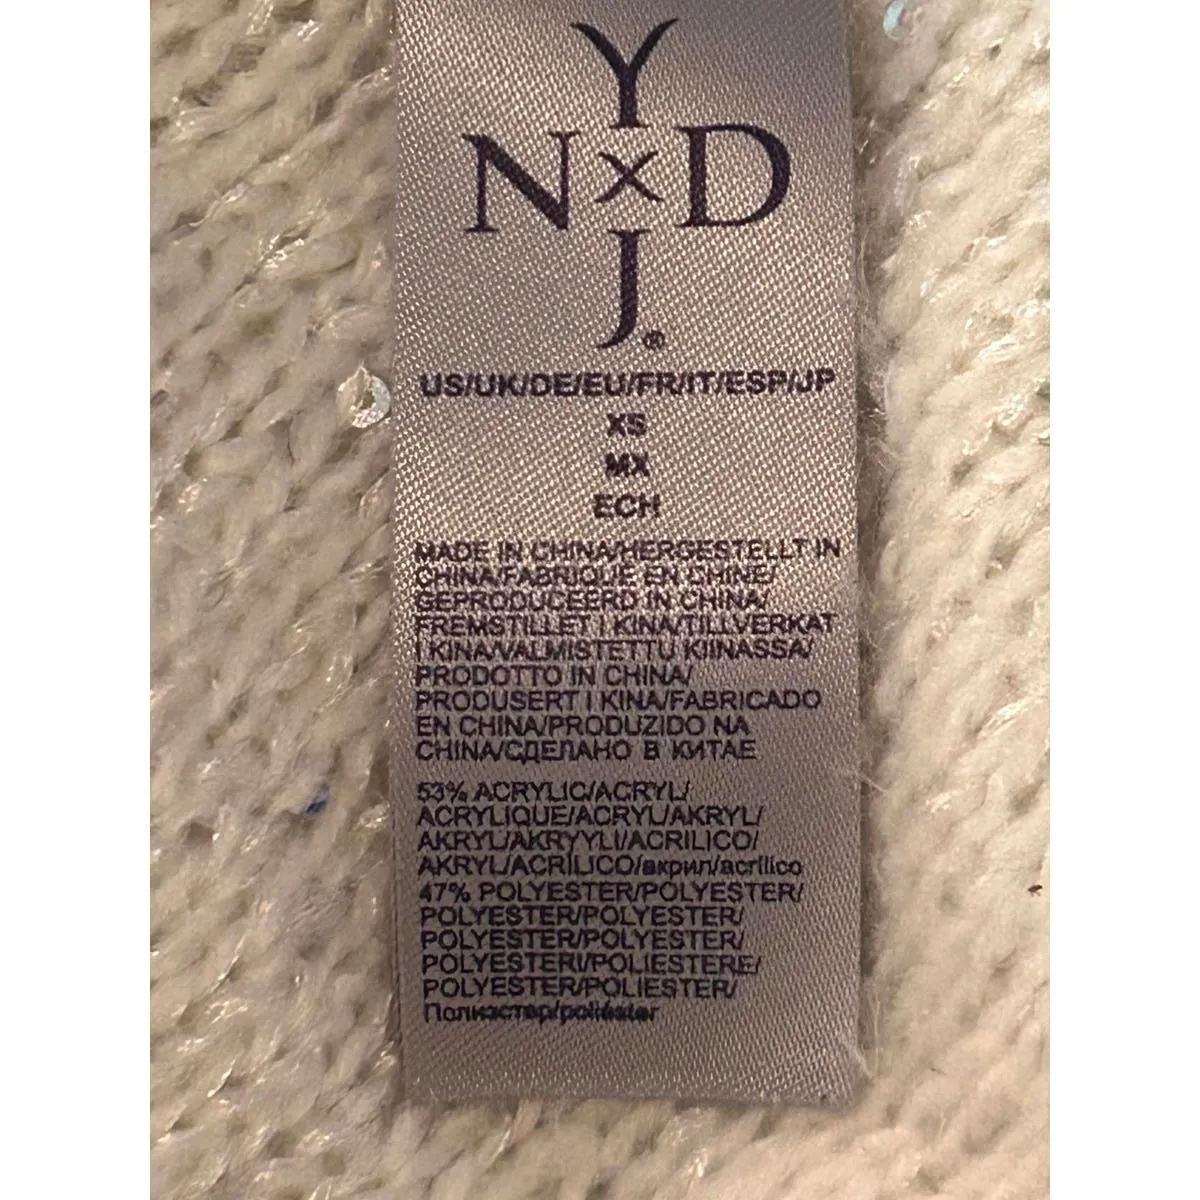 Y
N x D
J®
US/UK/DE/EU/FR/IT/ESP/JP
XS
MX
ECH
MADE IN CHINA/HERGESTELLT IN
CHINA/FABRIQUE EN CHINE/
GEPRODUCEERD IN CHINA/
FREMSTILLET I KINA/TILLVERKAT
I KINA/VALMISTETTU KIINASSA/
PRODOTTO IN CHINA/
PRODUSERT I KINA/FABRICADO
EN CHINA/PRODUZIDO NA
CHINA/СДЕЛАНО В КИТАЕ
53% ACRYLIC/ACRYL/
ACRYLIQUE/ACRYL/AKRYL/
AKRYL/AKRYYLI/ACRILICO/
AKRYL/ACRÍLICO/акрил/acrílico
47% POLYESTER/POLYESTER/
POLYESTER/POLYESTER/
POLYESTER/POLYESTER/
POLYESTERI/POLIESTERE/
POLYESTER/POLIESTER/
Полиэстер/poliéster